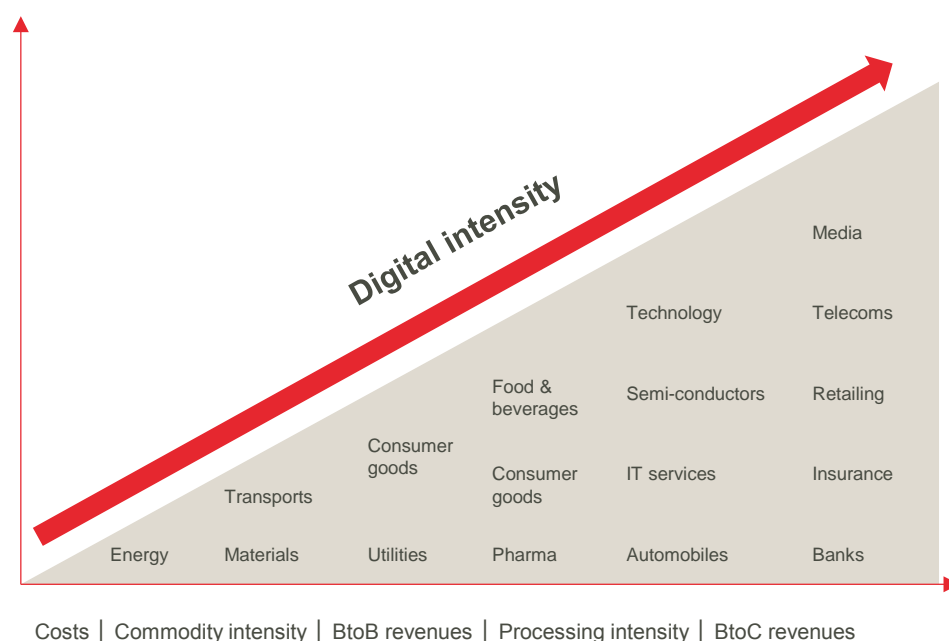 Digital intensity
Media
Technology
Telecoms
Food &
beverages
Semi-conductors
Retailing
Consumer
goods
Consumer
goods
IT services
Insurance
Transports
Energy
Materials
Utilities
Pharma
Automobiles
Banks
Costs | Commodity intensity | BtoB revenues | Processing intensity | BtoC revenues